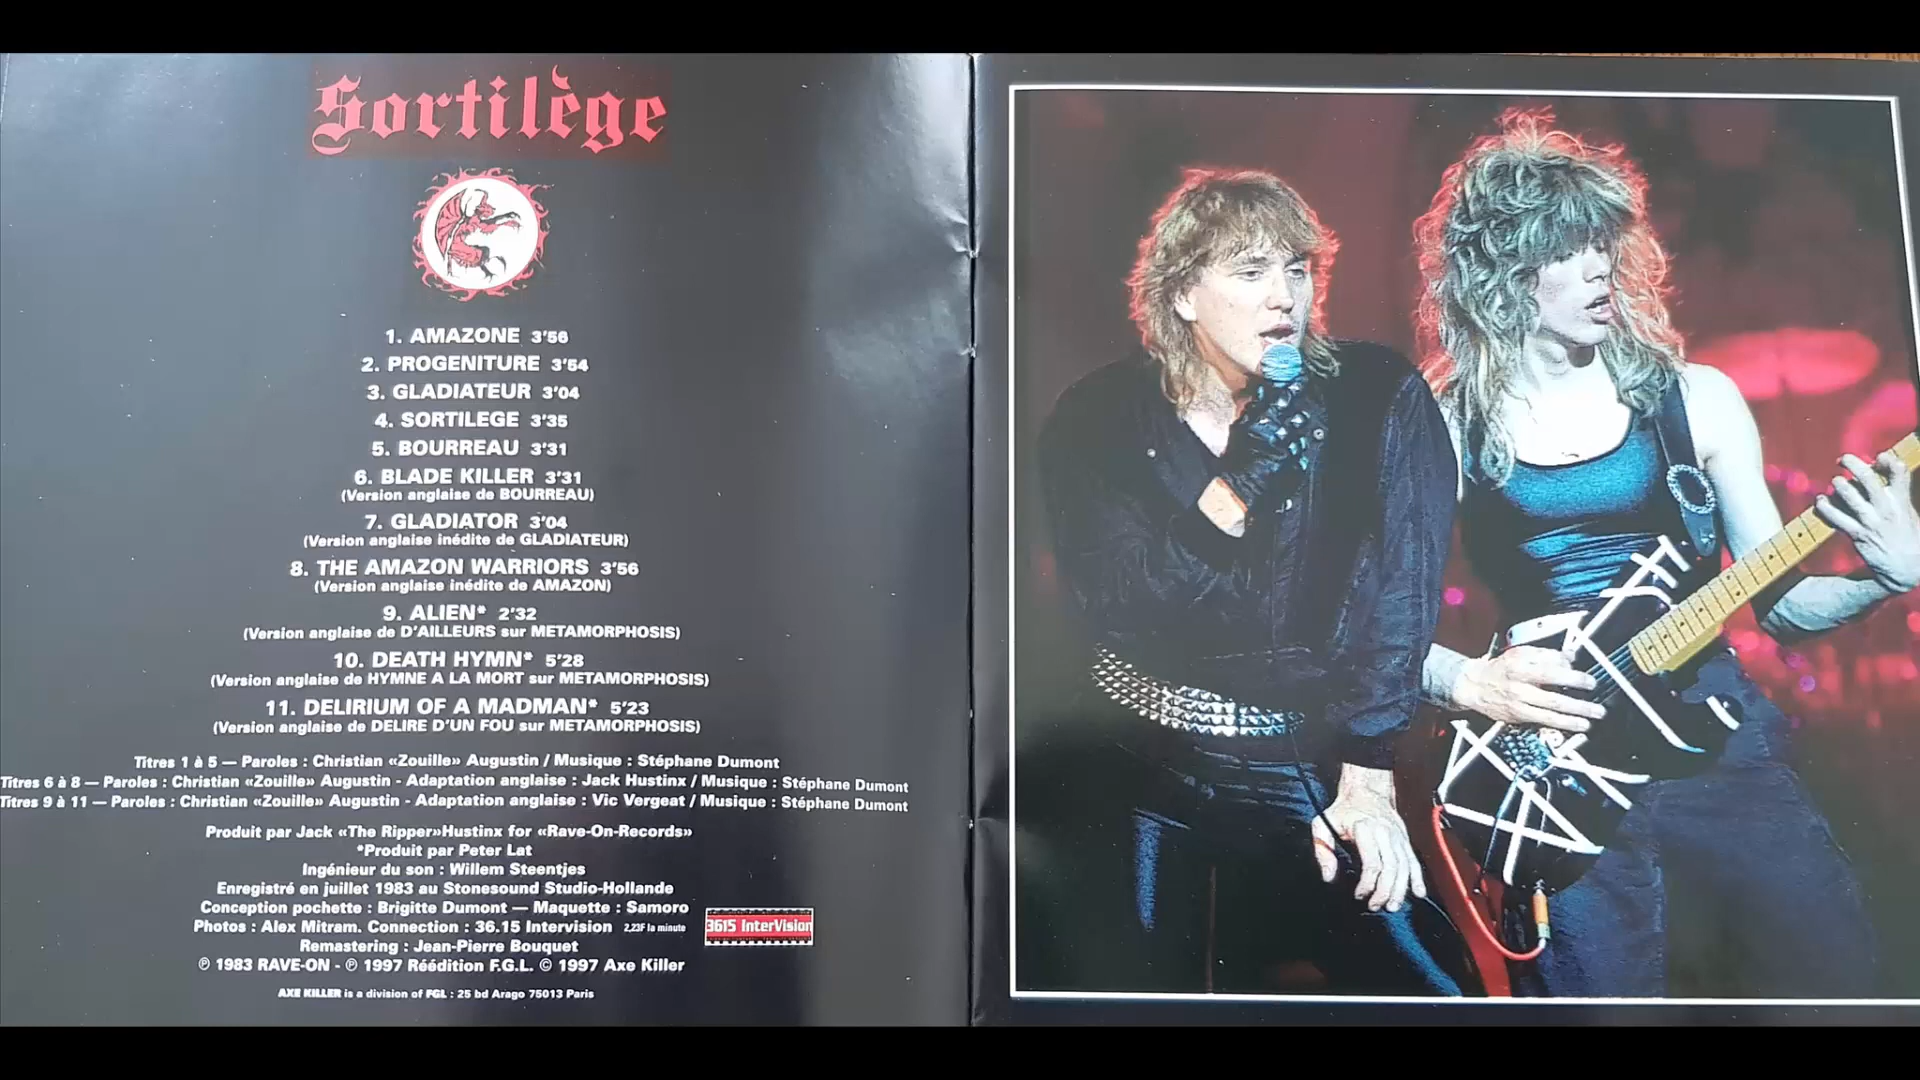 Sortilège
1. AMAZONE 3'56
2. PROGENITURE 3'54
3. GLADIATEUR 3'04
4. SORTILEGE 3'35
5. BOURREAU 3'31
6. BLADE KILLER 3'31
(Version anglaise de BOURREAU)
7. GLADIATOR 3'04
(Version anglaise inédite de GLADIATEUR)
8. THE AMAZON WARRIORS 3'56
(Version anglaise inédite de AMAZON)
9. ALIEN* 2'32
(Version anglaise de D'AILLEURS sur METAMORPHOSIS)
10. DEATH HYMN* 5'28
(Version anglaise de HYMNE A LA MORT sur METAMORPHOSIS)
11. DELIRIUM OF A MADMAN* 5'23
(Version anglaise de DELIRE D'UN FOU sur METAMORPHOSIS)
Titres 1 à 5 — Paroles : Christian «Zouille» Augustin / Musique : Stéphane Dumont
Titres 6 à 8 — Paroles : Christian «Zouille» Augustin - Adaptation anglaise : Jack Hustinx / Musique : Stéphane Dumont
Titres 9 à 11 — Paroles : Christian «Zouille» Augustin - Adaptation anglaise : Vic Vergeat / Musique : Stéphane Dumont
Produit par Jack «The Ripper»Hustinx for «Rave-On-Records»
*Produit par Peter Lat
Ingénieur du son : Willem Steentjes
Enregistré en juillet 1983 au Stonesound Studio-Hollande
Conception pochette : Brigitte Dumont — Maquette : Samoro
Photos : Alex Mitram. Connection : 36.15 Intervision 2,23F la minute 3615 InterVision
Remastering : Jean-Pierre Bouquet
℗ 1983 RAVE-ON - ℗ 1997 Réédition F.G.L. © 1997 Axe Killer
AXE KILLER is a division of FGL : 25 bd Arago 75013 Paris